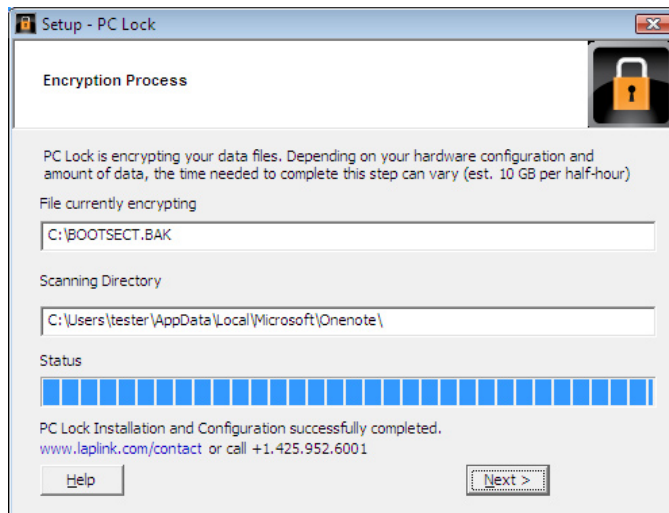 Setup - PC Lock
Encryption Process
PC Lock is encrypting your data files. Depending on your hardware configuration and
amount of data, the time needed to complete this step can vary (est. 10 GB per half-hour)
File currently encrypting
C:\BOOTSECT.BAK
Scanning Directory
C:\Users\tester\AppData\Local\Microsoft\Onenote\
Status
PC Lock Installation and Configuration successfully completed.
www.laplink.com/contact or call +1.425.952.6001
Help
Next >